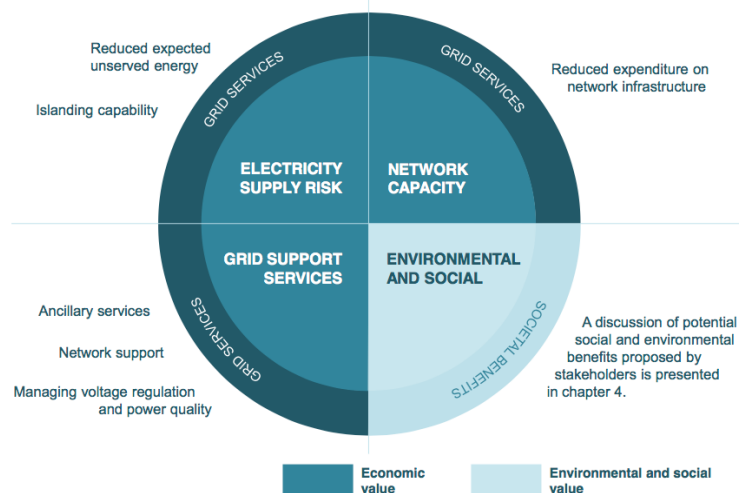 Reduced expected
unserved energy
Islanding capability
GRID SERVICES
ELECTRICITY
SUPPLY RISK
GRID SERVICES
NETWORK
CAPACITY
Reduced expenditure on
network infrastructure
GRID SUPPORT
SERVICES
GRID SERVICES
Ancillary services
Network support
Managing voltage regulation
and power quality
ENVIRONMENTAL
AND SOCIAL
SOCIETAL BENEFITS
A discussion of potential
social and environmental
benefits proposed by
stakeholders is presented
in chapter 4.
Economic
value
Environmental and social
value